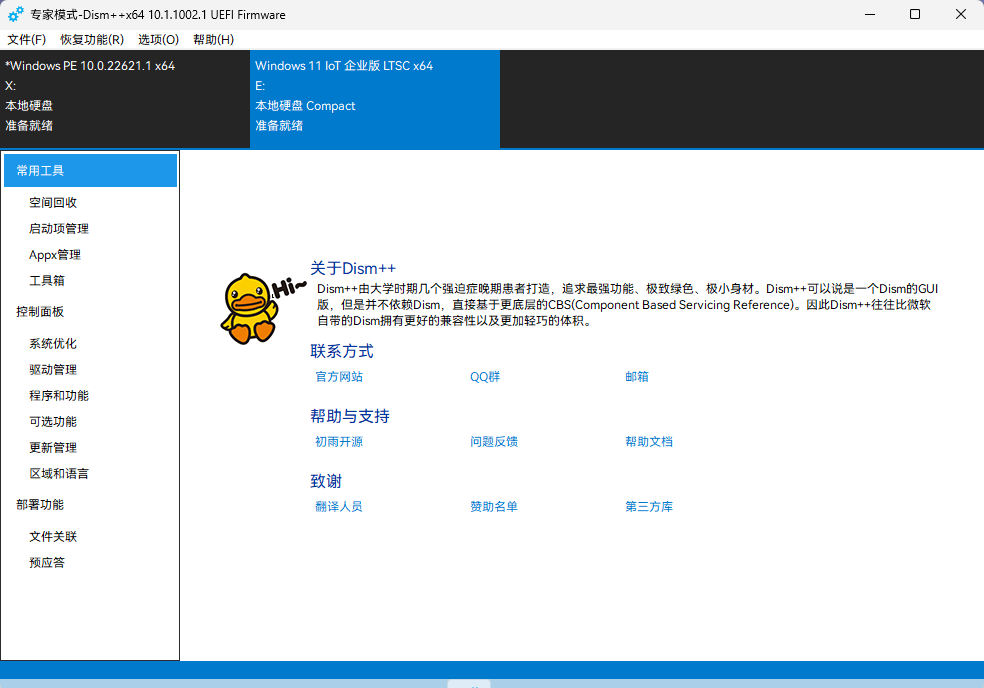 专家模式-Dism++x64 10.1.1002.1 UEFI Firmware
文件(F) 恢复功能(R) 选项(O) 帮助(H)
*Windows PE 10.0.22621.1 x64
X:
本地硬盘
准备就绪
Windows 11 IoT 企业版 LTSC x64
E:
本地硬盘 Compact
准备就绪
常用工具
空间回收
启动项管理
Appx管理
工具箱
控制面板
系统优化
驱动管理
程序和功能
可选功能
更新管理
区域和语言
部署功能
文件关联
预应答
Hi~
关于Dism++
Dism++由大学时期几个强迫症晚期患者打造，追求最强功能、极致绿色、极小身材。Dism++可以说是一个Dism的GUI
版，但是并不依赖Dism，直接基于更底层的CBS(Component Based Servicing Reference)。因此Dism++往往比微软
自带的Dism拥有更好的兼容性以及更加轻巧的体积。
联系方式
官方网站 QQ群 邮箱
帮助与支持
初雨开源 问题反馈 帮助文档
致谢
翻译人员 赞助名单 第三方库